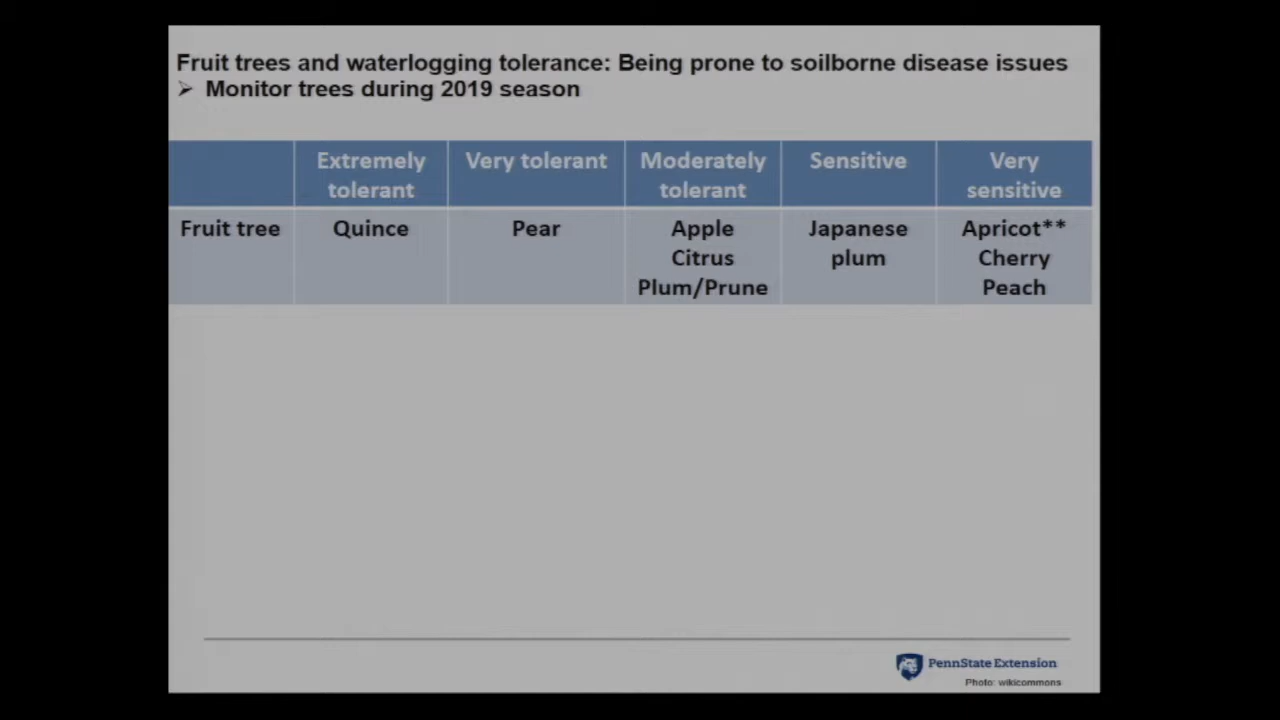 Fruit trees and waterlogging tolerance: Being prone to soilborne disease issues
➢ Monitor trees during 2019 season
Extremely tolerant
Very tolerant
Moderately tolerant
Sensitive
Very sensitive
Fruit tree
Quince
Pear
Apple
Citrus
Plum/Prune
Japanese plum
Apricot**
Cherry
Peach
PennState Extension
Photo: wikicommons